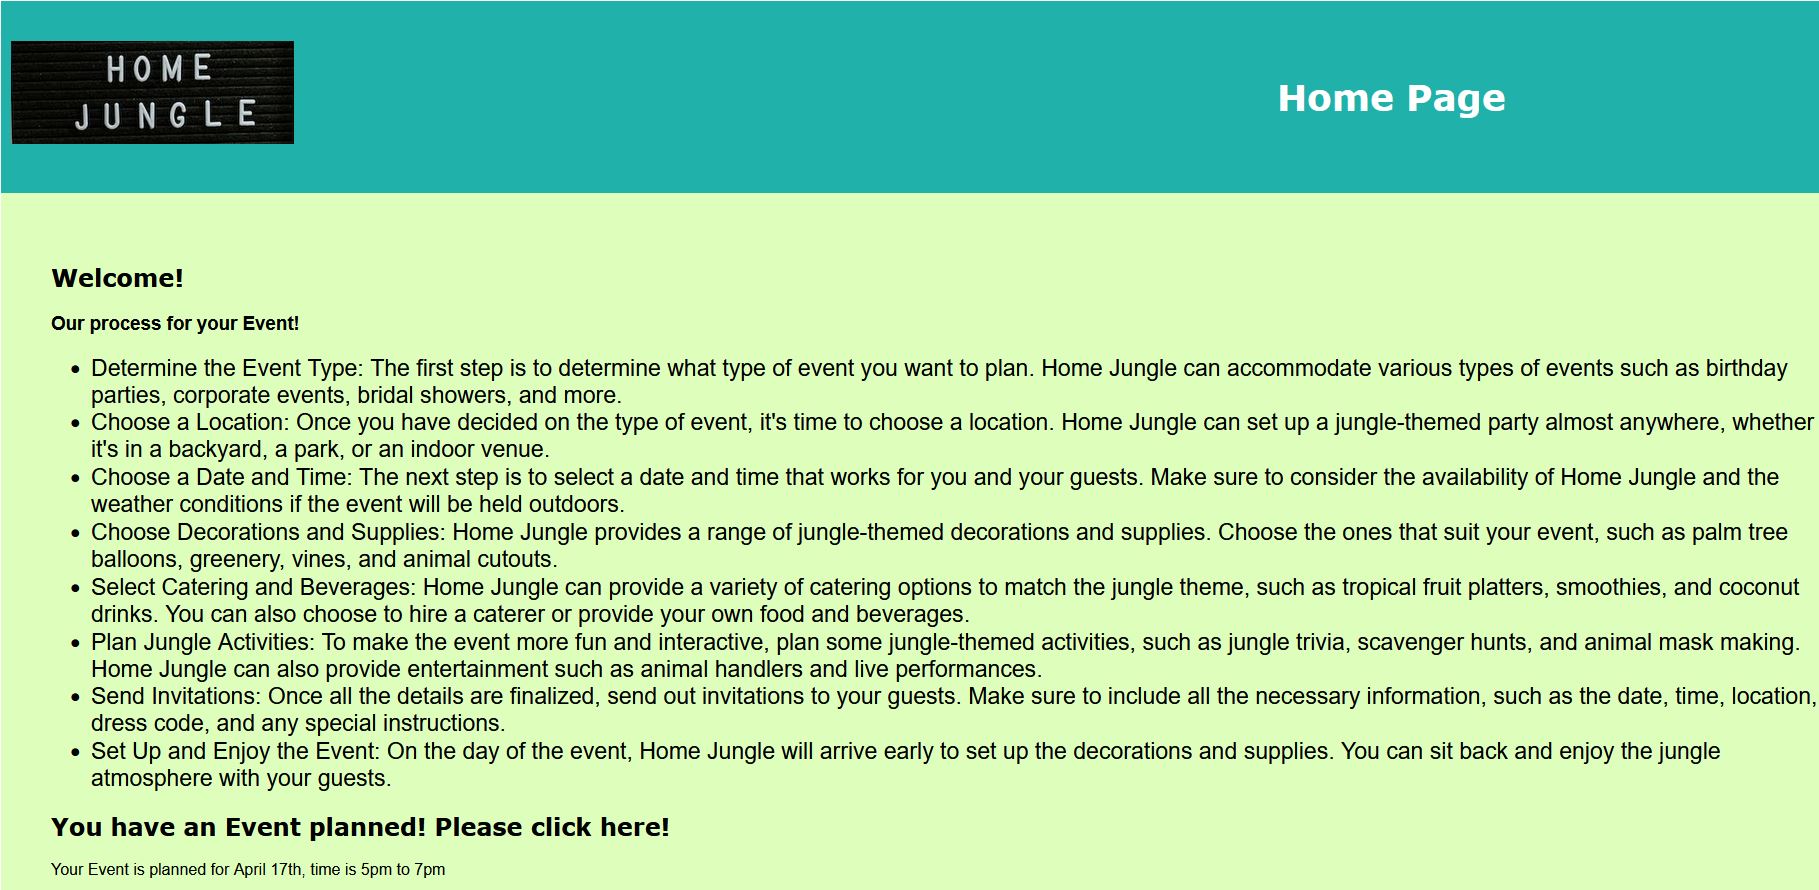 HOME
JUNGLE
Home Page
Welcome!
Our process for your Event!
• Determine the Event Type: The first step is to determine what type of event you want to plan. Home Jungle can accommodate various types of events such as birthday
parties, corporate events, bridal showers, and more.
• Choose a Location: Once you have decided on the type of event, it's time to choose a location. Home Jungle can set up a jungle-themed party almost anywhere, whether
it's in a backyard, a park, or an indoor venue.
• Choose a Date and Time: The next step is to select a date and time that works for you and your guests. Make sure to consider the availability of Home Jungle and the
weather conditions if the event will be held outdoors.
• Choose Decorations and Supplies: Home Jungle provides a range of jungle-themed decorations and supplies. Choose the ones that suit your event, such as palm tree
balloons, greenery, vines, and animal cutouts.
• Select Catering and Beverages: Home Jungle can provide a variety of catering options to match the jungle theme, such as tropical fruit platters, smoothies, and coconut
drinks. You can also choose to hire a caterer or provide your own food and beverages.
• Plan Jungle Activities: To make the event more fun and interactive, plan some jungle-themed activities, such as jungle trivia, scavenger hunts, and animal mask making.
Home Jungle can also provide entertainment such as animal handlers and live performances.
• Send Invitations: Once all the details are finalized, send out invitations to your guests. Make sure to include all the necessary information, such as the date, time, location,
dress code, and any special instructions.
• Set Up and Enjoy the Event: On the day of the event, Home Jungle will arrive early to set up the decorations and supplies. You can sit back and enjoy the jungle
atmosphere with your guests.
You have an Event planned! Please click here!
Your Event is planned for April 17th, time is 5pm to 7pm